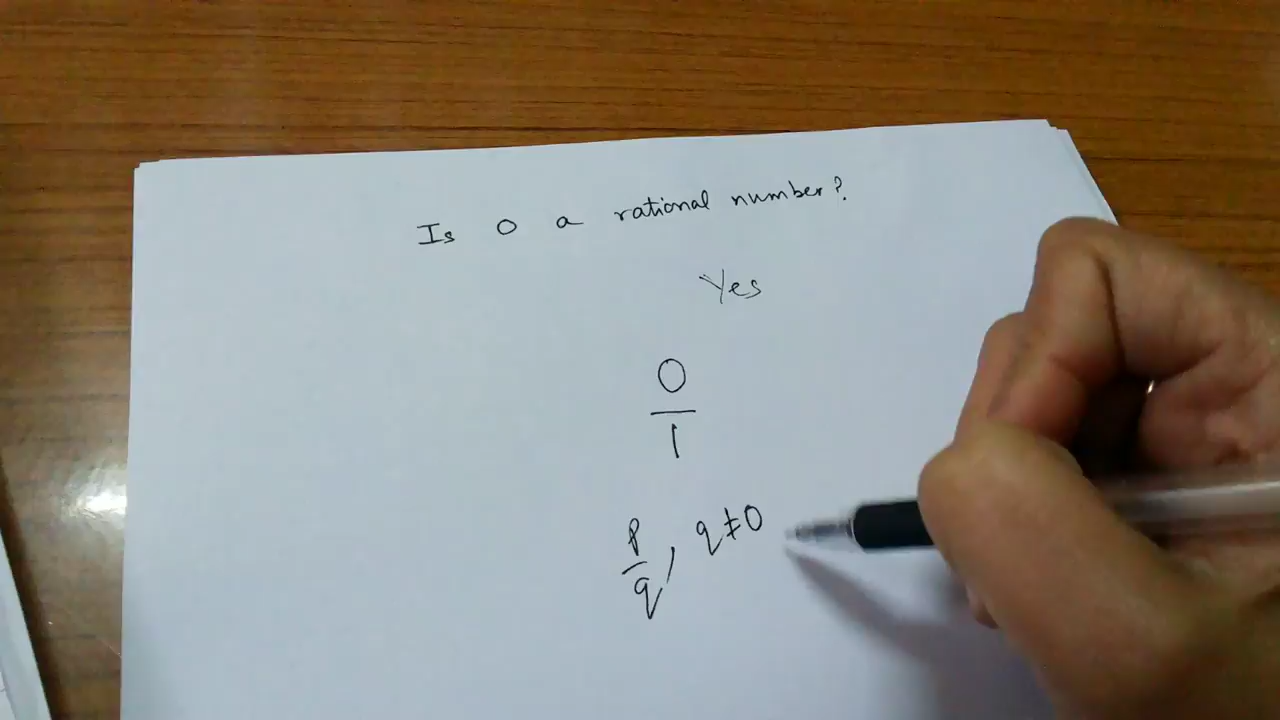 Is 0 a rational number?
Yes
0
1
p
q , q≠0